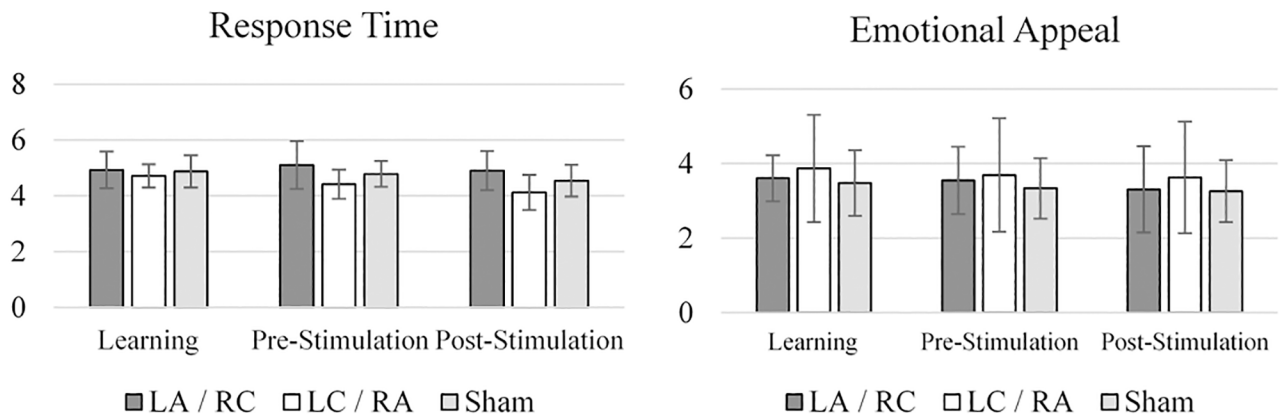 Response Time
8
6
4
2
0
Learning Pre-Stimulation Post-Stimulation
LA / RC LC / RA Sham
Emotional Appeal
6
4
2
0
Learning Pre-Stimulation Post-Stimulation
LA / RC LC / RA Sham